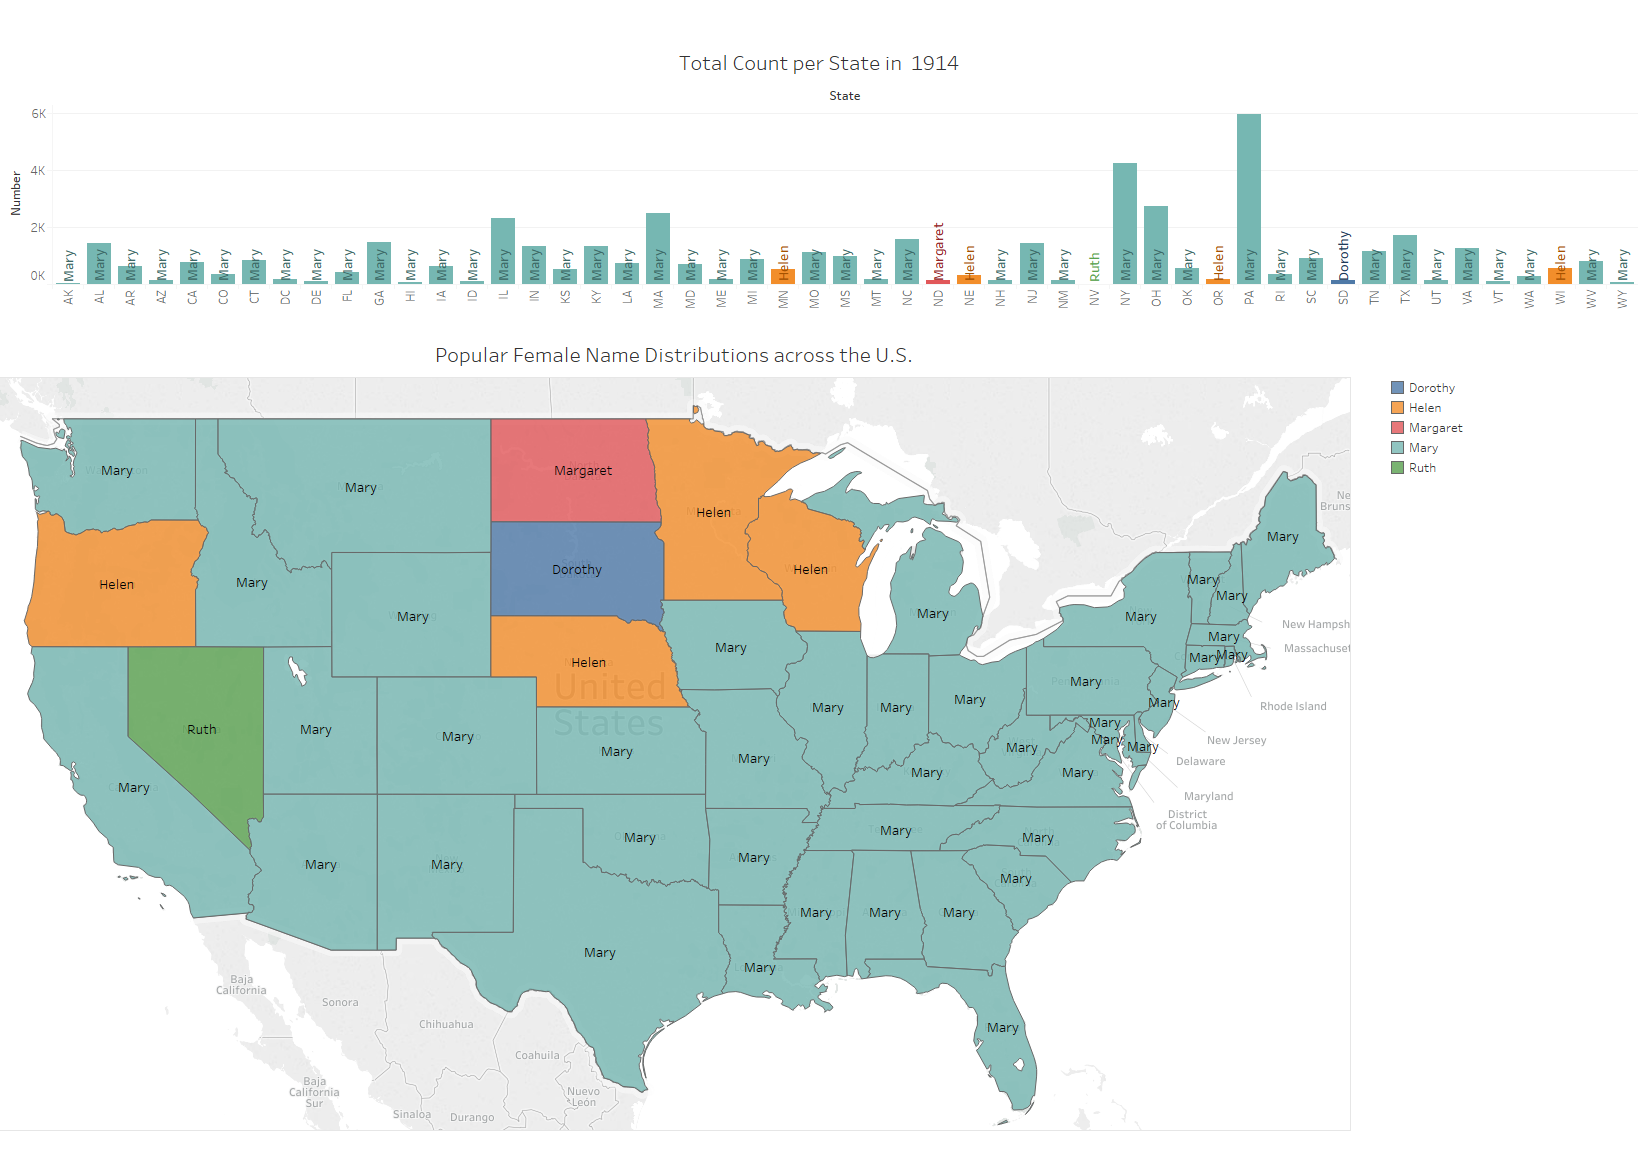 Total Count per State in 1914
State
6K
4K
2K
0K
Number
Mary Mary Mary Mary Mary Mary Mary Mary Mary Mary Mary Mary Mary Mary Mary Mary Mary Mary Mary Mary Mary Mary Mary Helen Mary Mary Mary Mary Margaret Helen Mary Mary Mary Ruth Mary Mary Mary Helen Mary Mary Mary Dorothy Mary Mary Mary Mary Mary Mary Helen Mary Mary
AK AL AR AZ CA CO CT DC DE FL GA HI IA ID IL IN KS KY LA MA MD ME MI MN MO MS MT NC ND NE NH NJ NM NV NY OH OK OR PA RI SC SD TN TX UT VA VT WA WI WV WY
Popular Female Name Distributions across the U.S.
Dorothy
Helen
Margaret
Mary
Ruth
Mary
Margaret
Mary
Helen
Mary
Dorothy
Helen
Mary
Mary
Helen
Mary
Mary
Mary
Mary
Mary
New Hampsh
Mary
Mary
Massachuset
Mary
Mary
Helen
Mary
United
States
Mary
Mary
Mary
Mary
Mary
Rhode Island
Mary
Ruth
Mary
Mary
Mary
Mary
New Jersey
Mary
Mary
Mary
Mary
Delaware
Mary
Mary
Mary
Mary
Maryland
District
of Columbia
Mary
Mary
Mary
Mary
Mary
Mary
Mary
Mary
Mary
Mary
Mary
Mary
Mary
Baja
California
Sonora
Chihuahua
Mary
Coahuila
Baja
California
Sur
Nuevo
León
Sinaloa
Durango